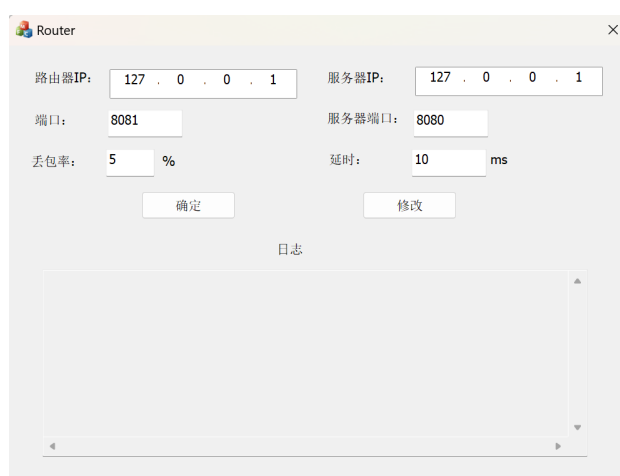 Router
路由器IP： 127 . 0 . 0 . 1 服务器IP： 127 . 0 . 0 . 1
端口： 8081 服务器端口： 8080
丢包率： 5 % 延时： 10 ms
确定 修改
日志